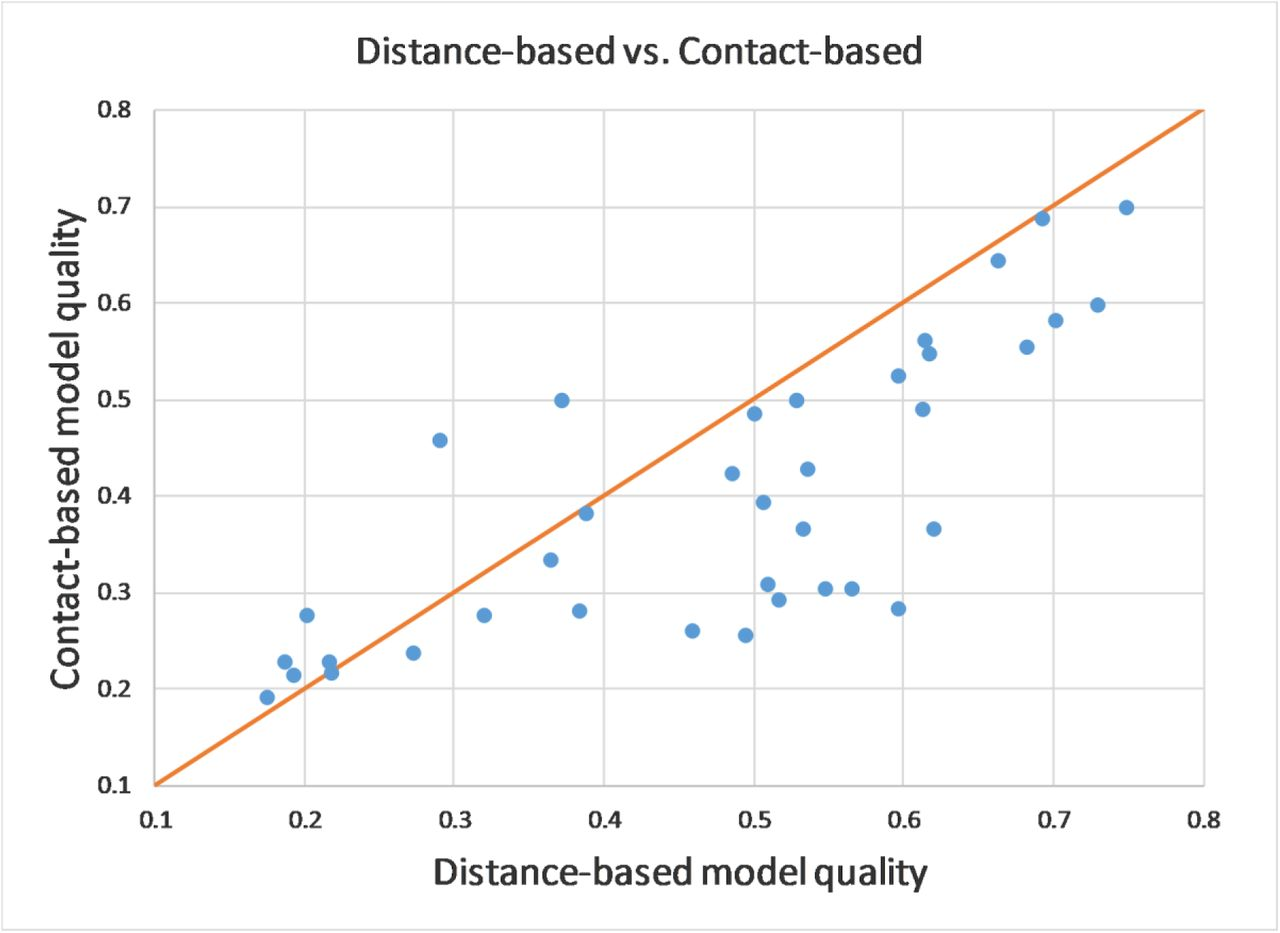 Distance-based vs. Contact-based
0.8
0.7
0.6
0.5
0.4
0.3
0.2
0.1
Contact-based model quality
0.1 0.2 0.3 0.4 0.5 0.6 0.7 0.8
Distance-based model quality